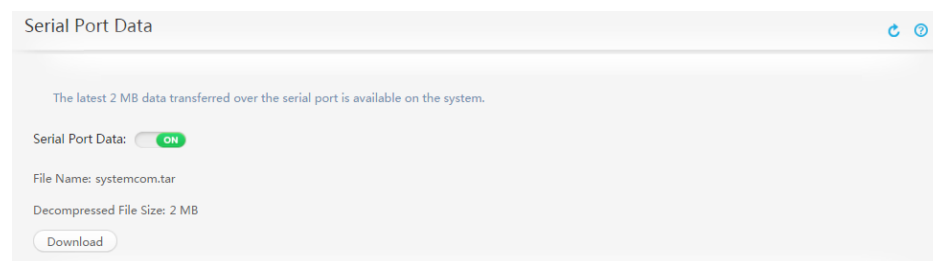 Serial Port Data
The latest 2 MB data transferred over the serial port is available on the system.
Serial Port Data: ON
File Name: systemcom.tar
Decompressed File Size: 2 MB
Download